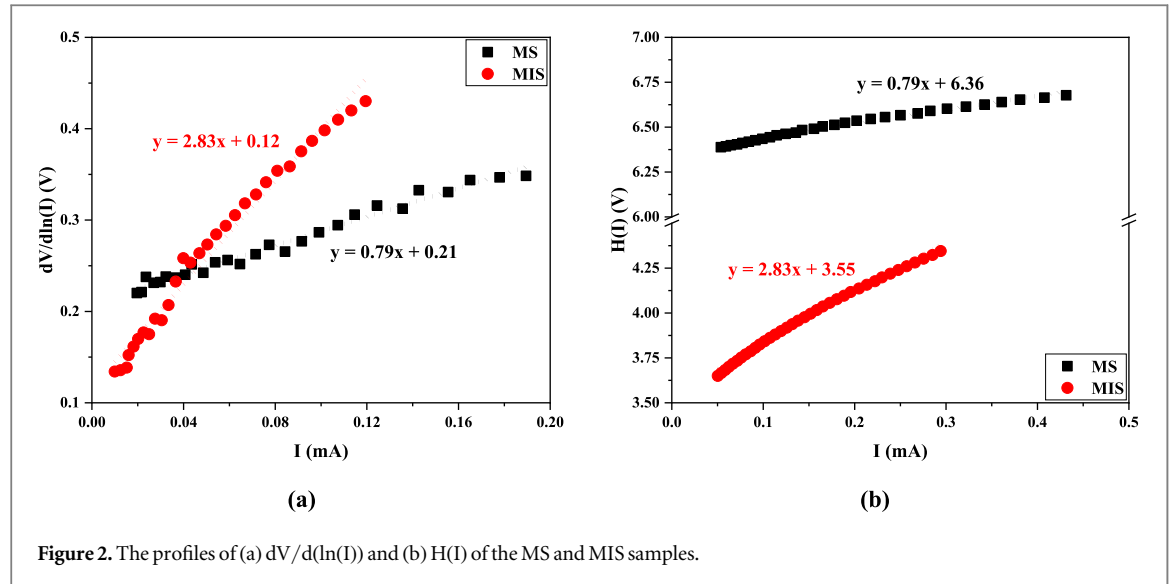 0.5
0.4
0.3
0.2
0.1
dV/dln(I) (V)
0.00
0.04
0.08
0.12
0.16
0.20
I (mA)
MS
MIS
y = 2.83x + 0.12
y = 0.79x + 0.21
(a)
7.00
6.75
6.50
6.25
6.00
4.25
4.00
3.75
3.50
H(I) (V)
0.0
0.1
0.2
0.3
0.4
0.5
I (mA)
y = 0.79x + 6.36
y = 2.83x + 3.55
MS
MIS
(b)
Figure 2. The profiles of (a) dV/d(ln(I)) and (b) H(I) of the MS and MIS samples.